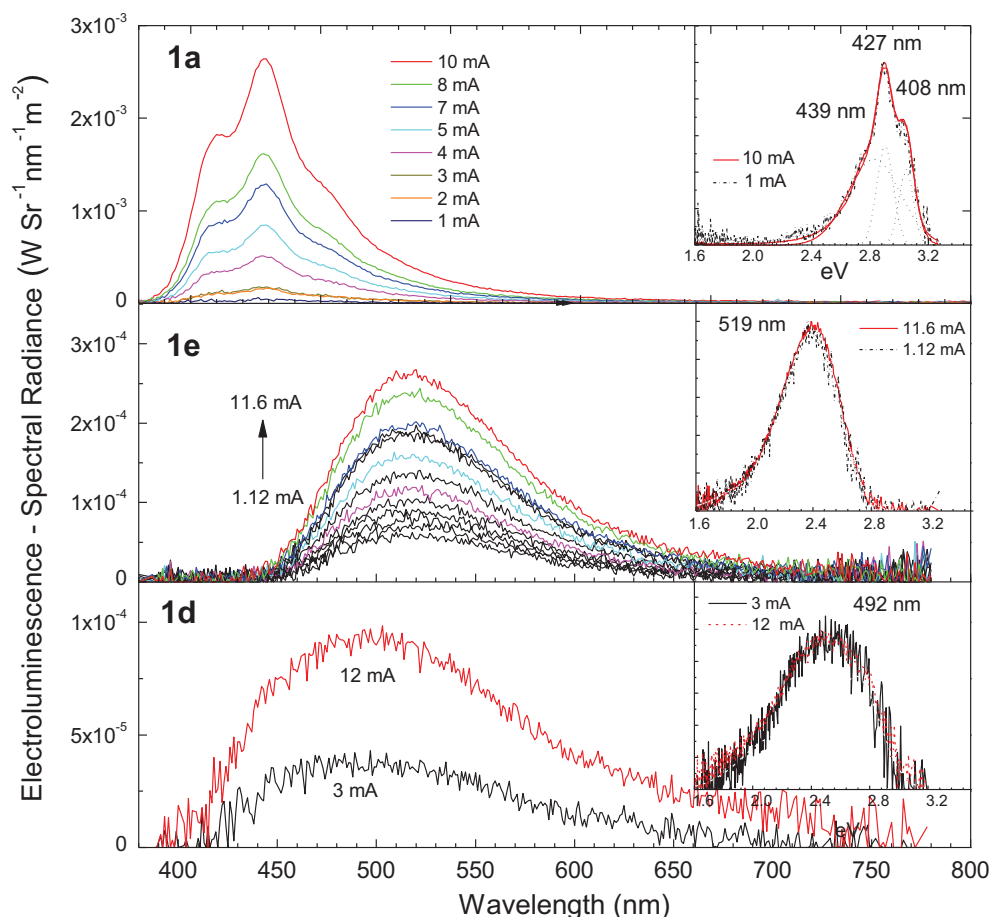 Electroluminescence - Spectral Radiance (W Sr⁻¹nm⁻¹m⁻²)
3x10⁻³
2x10⁻³
1x10⁻³
0
1a
10 mA
8 mA
7 mA
5 mA
4 mA
3 mA
2 mA
1 mA
427 nm
408 nm
439 nm
10 mA
1 mA
1.6 2.0 2.4 2.8 3.2
eV
3x10⁻⁴
2x10⁻⁴
1x10⁻⁴
0
1e
11.6 mA
1.12 mA
519 nm
11.6 mA
1.12 mA
1.6 2.0 2.4 2.8 3.2
1x10⁻⁴
5x10⁻⁵
0
1d
12 mA
3 mA
3 mA
12 mA
492 nm
1.6 2.0 2.4 2.8 3.2
400 450 500 550 600 650 700 750 800
Wavelength (nm)